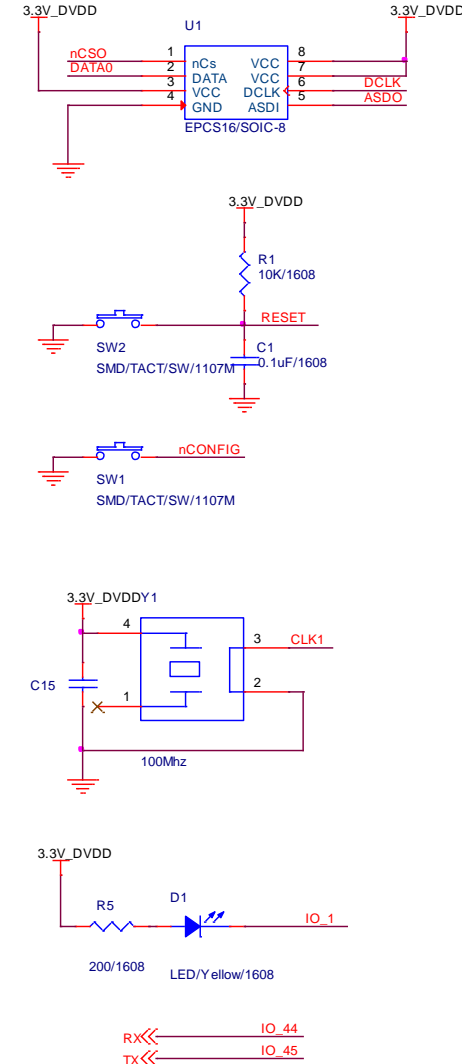 3.3V_DVDD
3.3V_DVDD
U1
nCSO 1 nCs VCC 8
DATA0 2 DATA VCC 7
3 VCC DCLK 6 DCLK
4 GND ASDI 5 ASDO
EPCS16/SOIC-8
3.3V_DVDD
R1
10K/1608
RESET
SW2
C1
SMD/TACT/SW/1107M
0.1uF/1608
nCONFIG
SW1
SMD/TACT/SW/1107M
3.3V_DVDD
Y1
4
3 CLK1
C15
1
2
100Mhz
3.3V_DVDD
R5
D1
IO_1
200/1608
LED/Yellow/1608
RX IO_44
TX IO_45